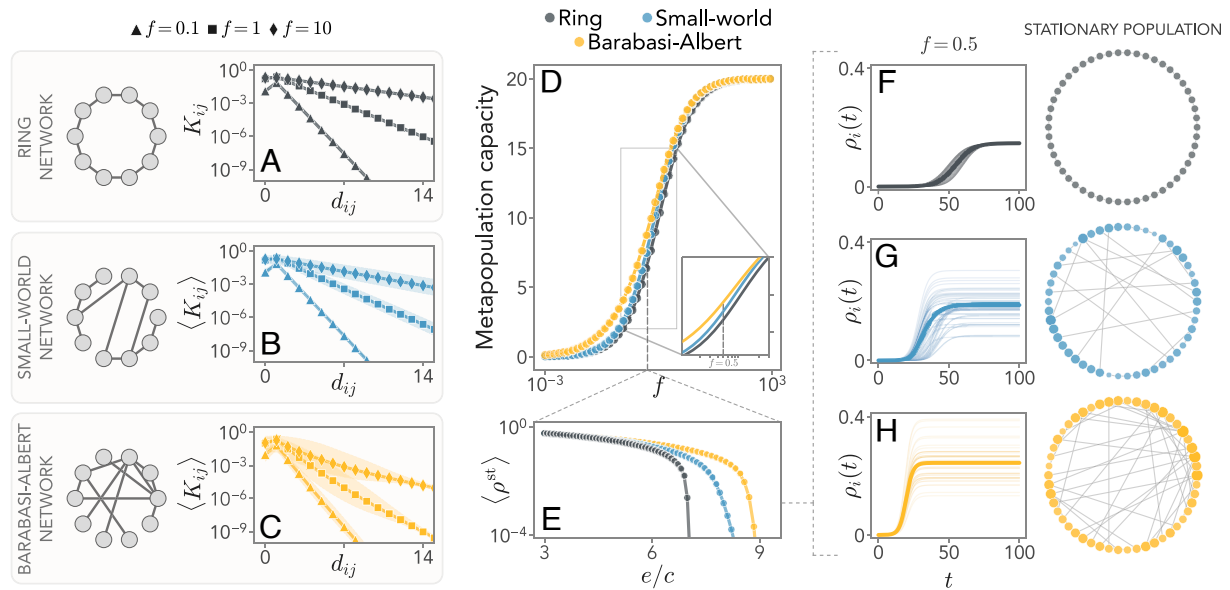 ▲ f = 0.1 ■ f = 1 ♦ f = 10
RING
NETWORK
K_ij
10^0
10^-3
10^-6
10^-9
A
0 8 14
d_ij
SMALL-WORLD
NETWORK
⟨K_ij⟩
10^0
10^-3
10^-6
10^-9
B
0 8 14
d_ij
BARABASI-ALBERT
NETWORK
⟨K_ij⟩
10^0
10^-3
10^-6
10^-9
C
0 8 14
d_ij
Ring
Small-world
Barabasi-Albert
D
Metapopulation capacity
20
15
10
5
0
f = 0.5
10^-3 f 10^3
⟨ρ^st⟩
10^0
10^-4
E
3 6 9
e/c
f = 0.5
STATIONARY POPULATION
F
ρ_i(t)
0.4
0
0 50 100
G
ρ_i(t)
0.4
0
0 50 100
H
ρ_i(t)
0.4
0
0 50 100
t